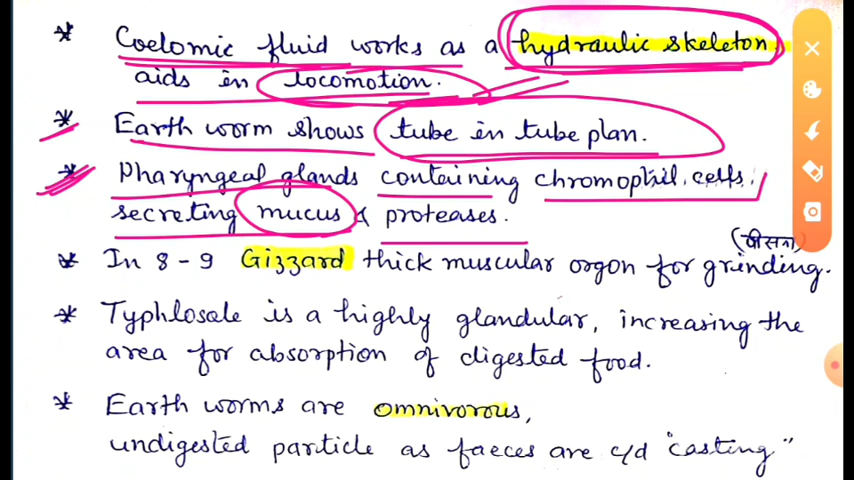 * Coelomic fluid works as a hydraulic skeleton.
aids in locomotion.
* Earth worm shows tube in tube plan.
* Pharyngeal glands containing chromophil cells.
secreting mucus & proteases.
(पीसना)
* In 8-9 Gizzard thick muscular orgon for grinding.
* Typhlosole is a highly glandular, increasing the
area for absorption of digested food.
* Earth worms are omnivorous,
undigested particle as faeces are c/d "casting"